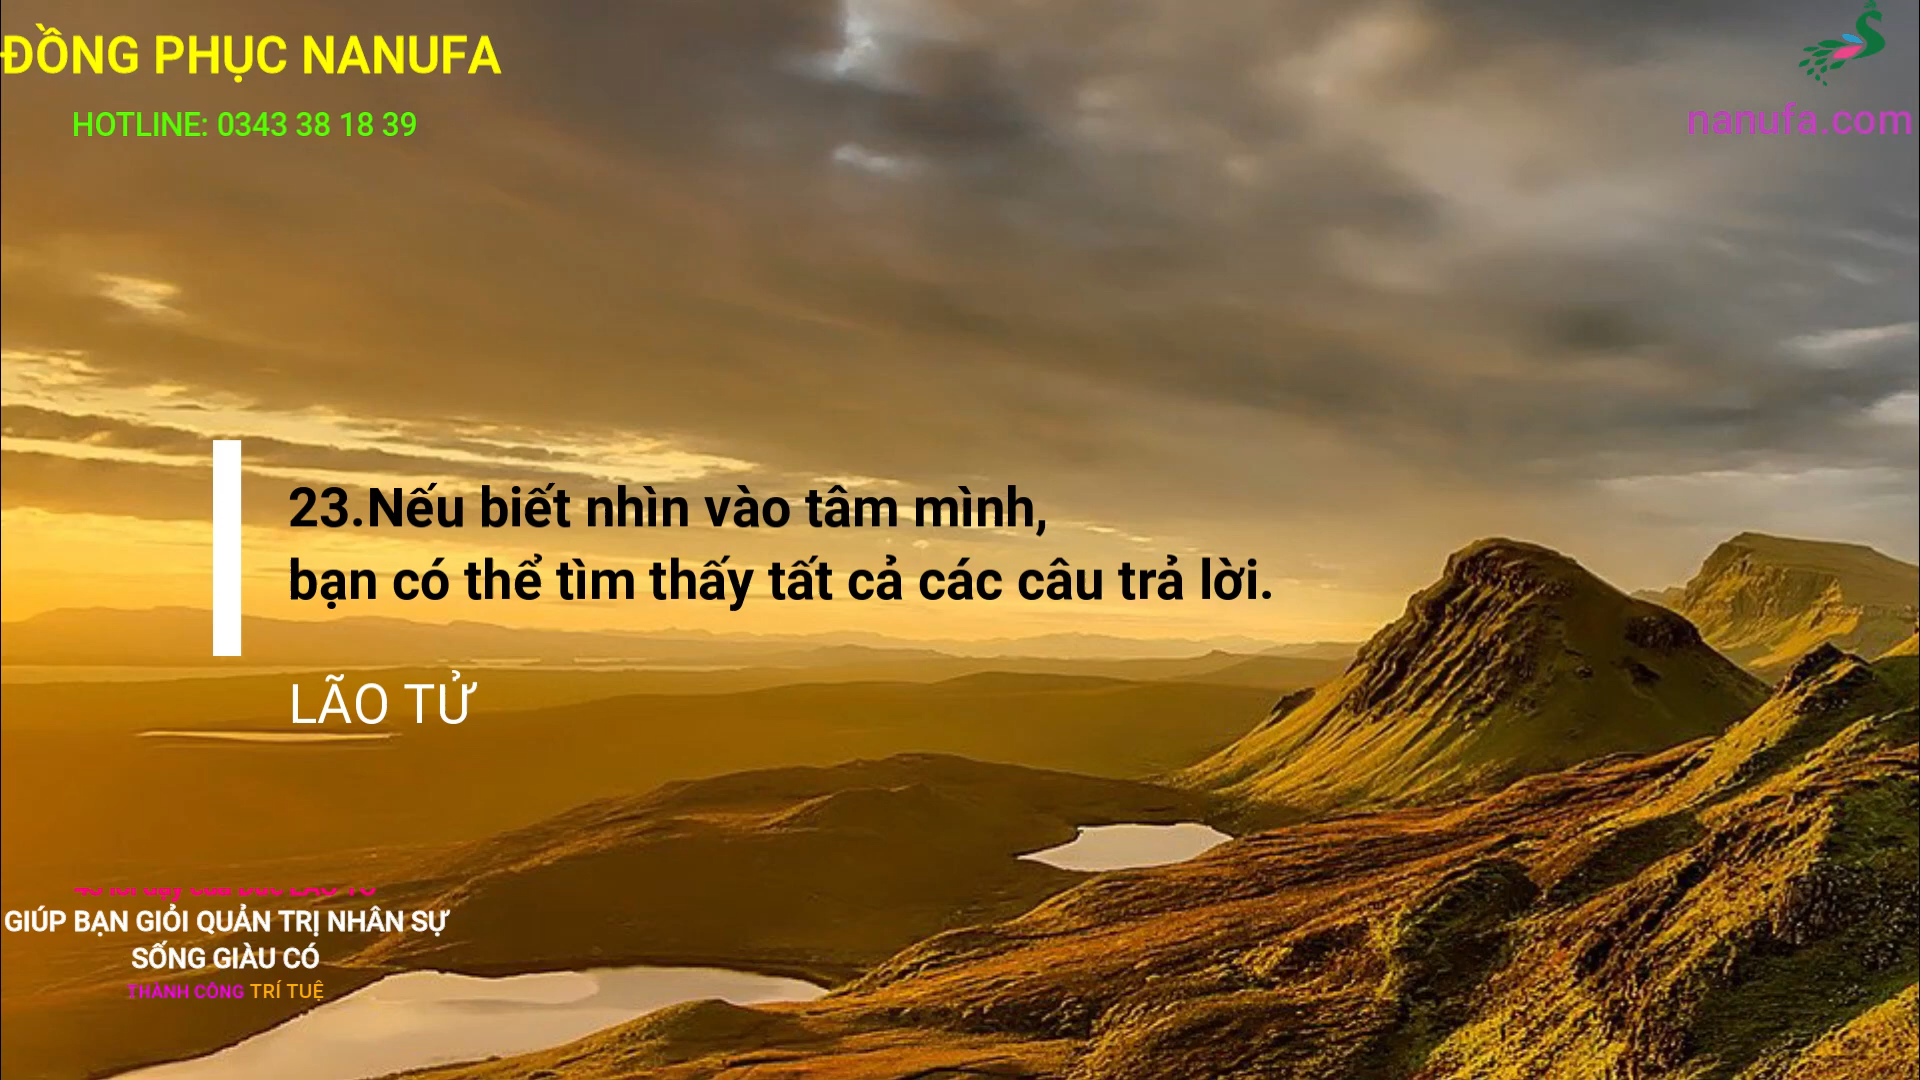 ĐỒNG PHỤC NANUFA
HOTLINE: 0343 38 18 39
nanufa.com
23.Nếu biết nhìn vào tâm mình,
bạn có thể tìm thấy tất cả các câu trả lời.
LÃO TỬ
GIÚP BẠN GIỎI QUẢN TRỊ NHÂN SỰ
SỐNG GIÀU CÓ
THÀNH CÔNG TRÍ TUỆ